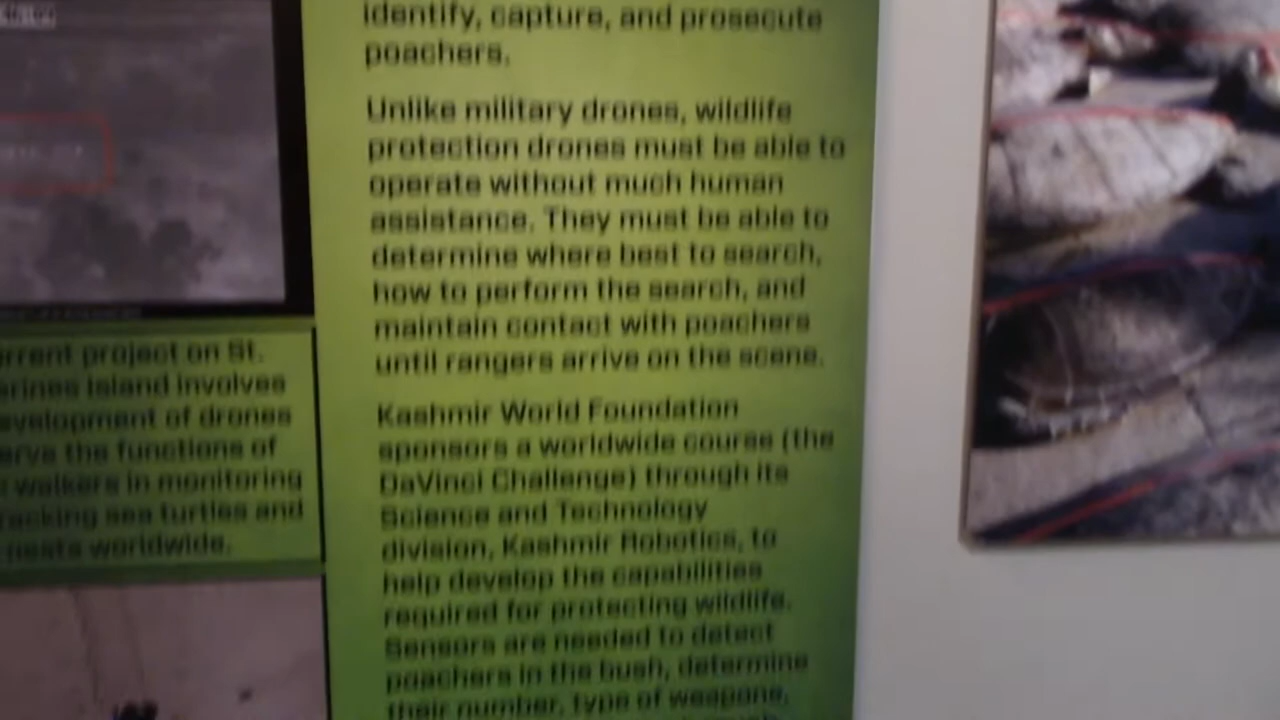 identify, capture, and prosecute
poachers.
Unlike military drones, wildlife
protection drones must be able to
operate without much human
assistance. They must be able to
determine where best to search,
how to perform the search, and
maintain contact with poachers
until rangers arrive on the scene.
Kashmir World Foundation
sponsors a worldwide course (the
DaVinci Challenge) through its
Science and Technology
division, Kashmir Robotics, to
help develop the capabilities
required for protecting wildlife.
Sensors are needed to detect
poachers in the bush, determine
their number, type of weapons,
project on St.
Island involves
of drones
the functions of
walkers in monitoring
sea turtles and
nests worldwide.